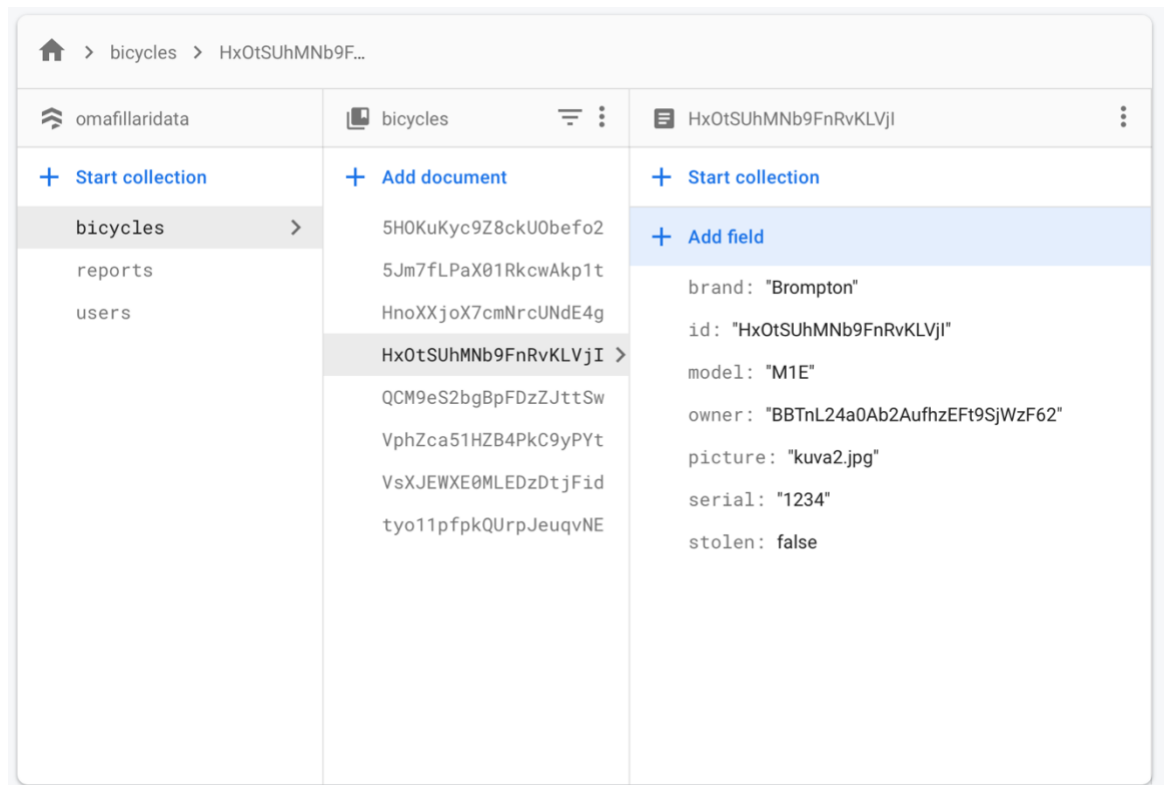 bicycles HxOtSUhMNb9F...
omafillaridata
Start collection
bicycles
reports
users
bicycles
Add document
5HOKuKyc9Z8ckUObefo2
5Jm7fLPaX01RkcwAkp1t
HnoXXjoX7cmNrcUNdE4g
HxOtSUhMNb9FnRvKLVjI
QCM9eS2bgBpFDzZJttSw
VphZca51HZB4PkC9yPYt
VsXJEWXE0MLEDzDtjFid
tyo11pfpkQUrpJeuqvNE
HxOtSUhMNb9FnRvKLVjI
Start collection
Add field
brand: "Brompton"
id: "HxOtSUhMNb9FnRvKLVjI"
model: "M1E"
owner: "BBTnL24a0Ab2AufhzEFt9SjWzF62"
picture: "kuva2.jpg"
serial: "1234"
stolen: false